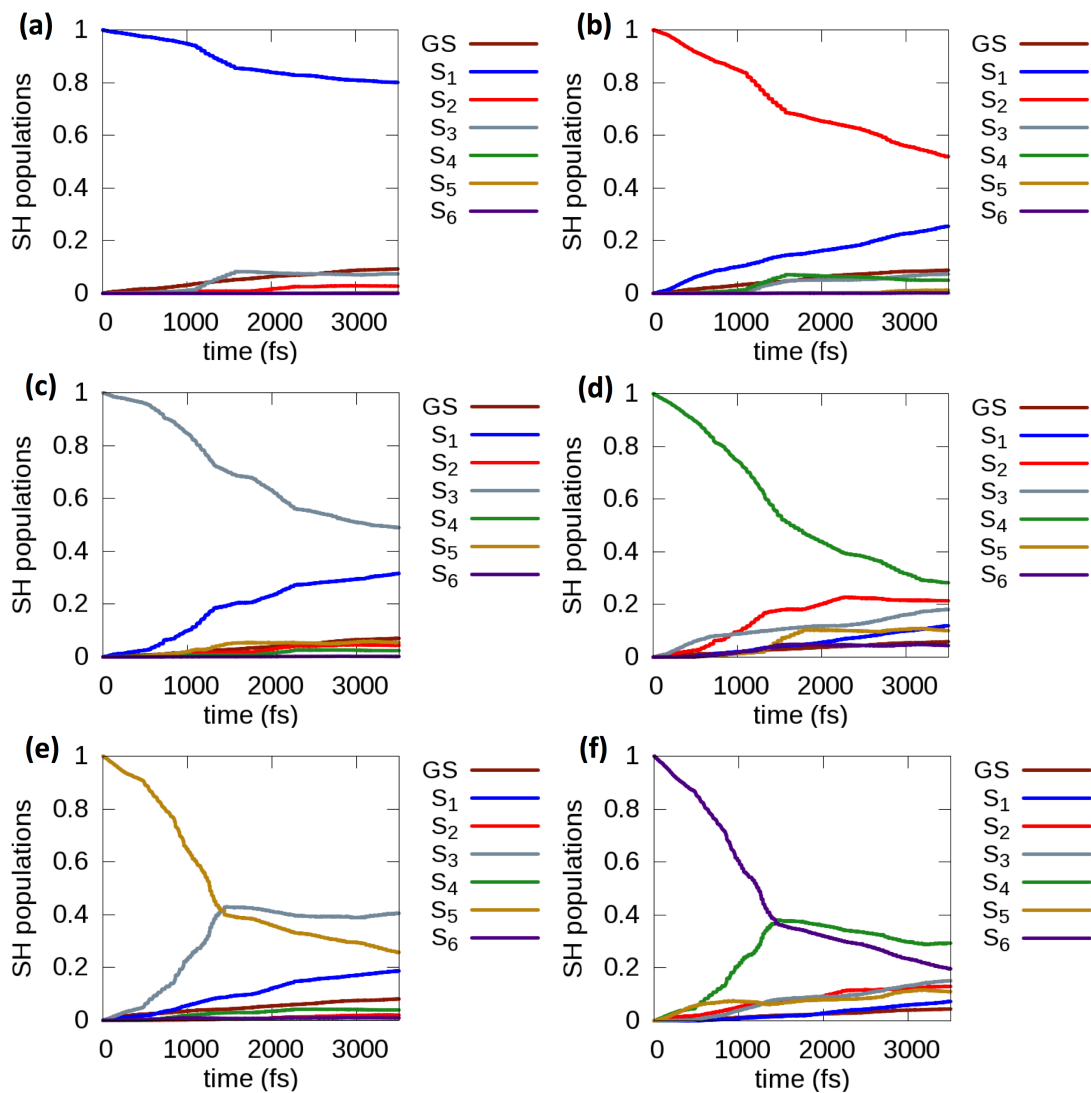 (a)
SH populations
1
0.8
0.6
0.4
0.2
0
0 1000 2000 3000
time (fs)
GS
S1
S2
S3
S4
S5
S6
(b)
SH populations
1
0.8
0.6
0.4
0.2
0
0 1000 2000 3000
time (fs)
GS
S1
S2
S3
S4
S5
S6
(c)
SH populations
1
0.8
0.6
0.4
0.2
0
0 1000 2000 3000
time (fs)
GS
S1
S2
S3
S4
S5
S6
(d)
SH populations
1
0.8
0.6
0.4
0.2
0
0 1000 2000 3000
time (fs)
GS
S1
S2
S3
S4
S5
S6
(e)
SH populations
1
0.8
0.6
0.4
0.2
0
0 1000 2000 3000
time (fs)
GS
S1
S2
S3
S4
S5
S6
(f)
SH populations
1
0.8
0.6
0.4
0.2
0
0 1000 2000 3000
time (fs)
GS
S1
S2
S3
S4
S5
S6